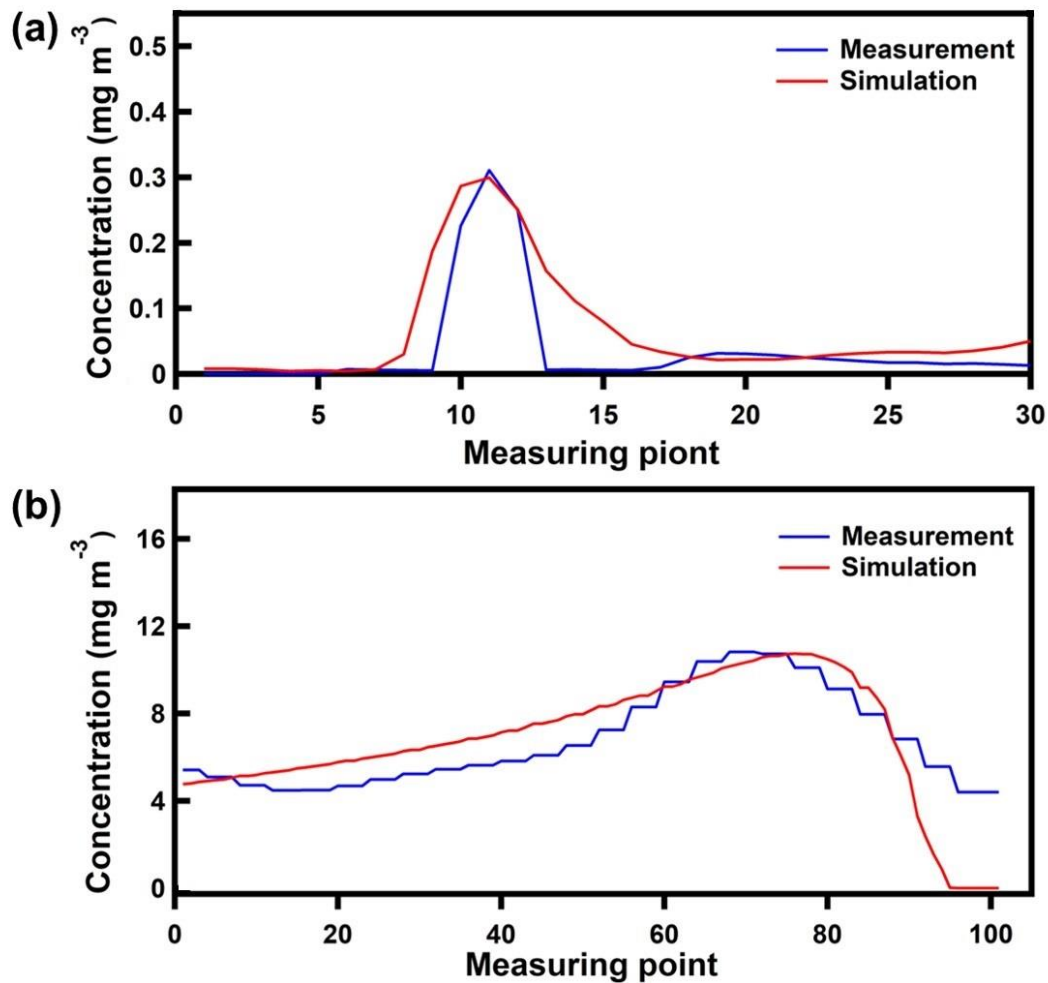 (a)
Concentration (mg m⁻³)
0.5
0.4
0.3
0.2
0.1
0
Measurement
Simulation
0 5 10 15 20 25 30
Measuring piont
(b)
Concentration (mg m⁻³)
16
12
8
4
0
Measurement
Simulation
0 20 40 60 80 100
Measuring point